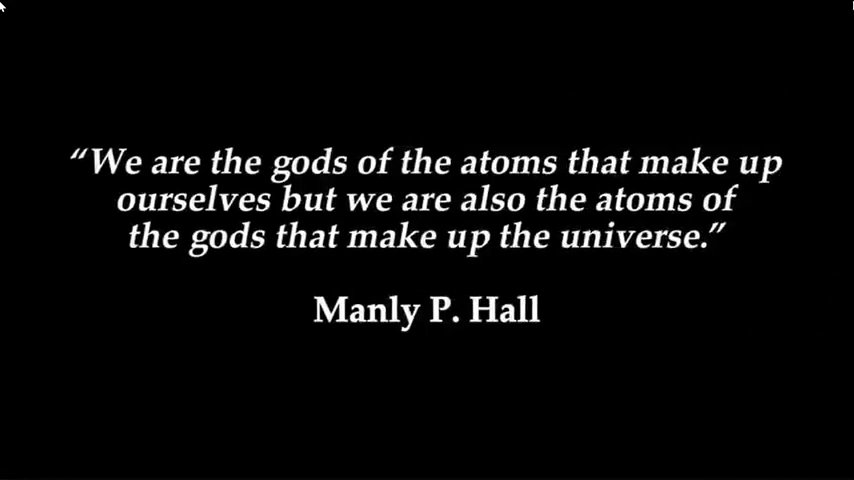 “We are the gods of the atoms that make up
ourselves but we are also the atoms of
the gods that make up the universe.”
Manly P. Hall